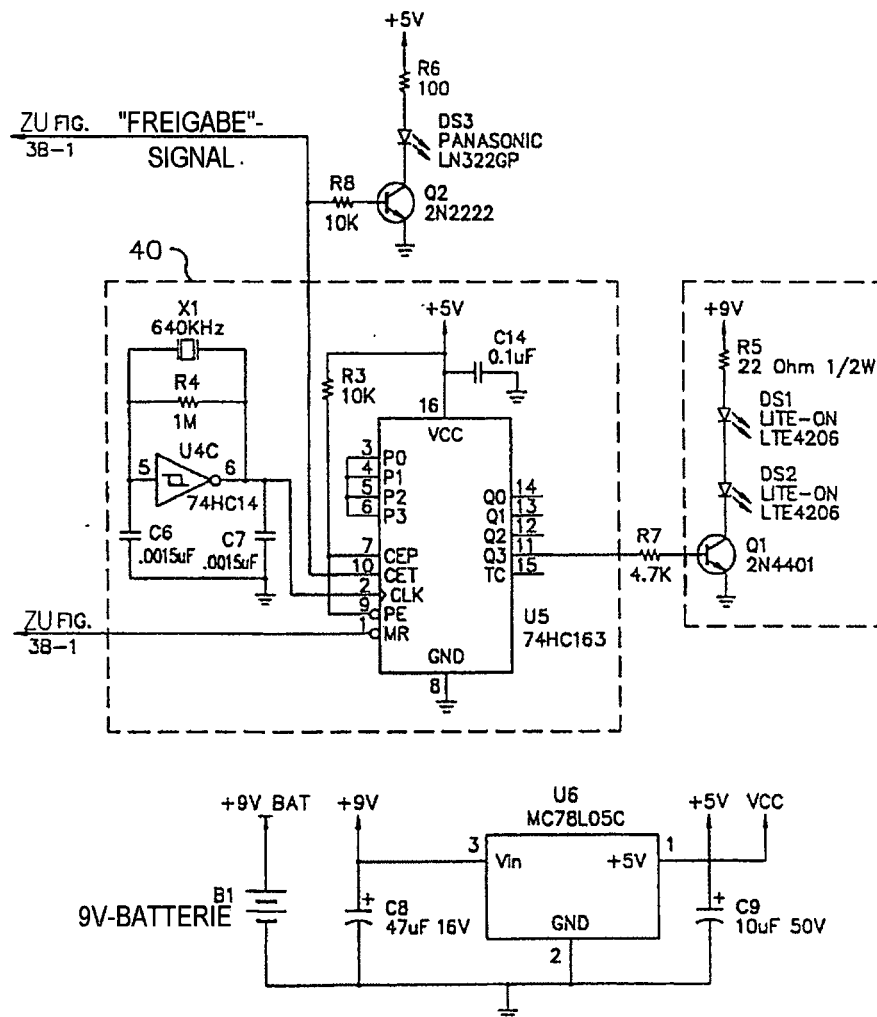 +5V
R6
100
ZU FIG. "FREIGABE"-
3B-1 SIGNAL
DS3
PANASONIC
LN322GP
R8
10K
Q2
2N2222
40
X1
640KHz
R4
1M
U4C
5 6
74HC14
C6
.0015uF
C7
.0015uF
+5V
C14
0.1uF
R3
10K
16
VCC
3 P0
4 P1
5 P2
6 P3
Q0 14
Q1 13
Q2 12
Q3 11
TC 15
7 CEP
10 CET
2 CLK
9 PE
1 MR
GND
8
U5
74HC163
ZU FIG.
3B-1
R7
4.7K
+9V
R5
22 Ohm 1/2W
DS1
LITE-ON
LTE4206
DS2
LITE-ON
LTE4206
Q1
2N4401
+9V BAT
B1
9V-BATTERIE
+9V
C8
+
47uF 16V
U6
MC78L05C
3 Vin
+5V 1
GND
2
+5V VCC
+
C9
10uF 50V